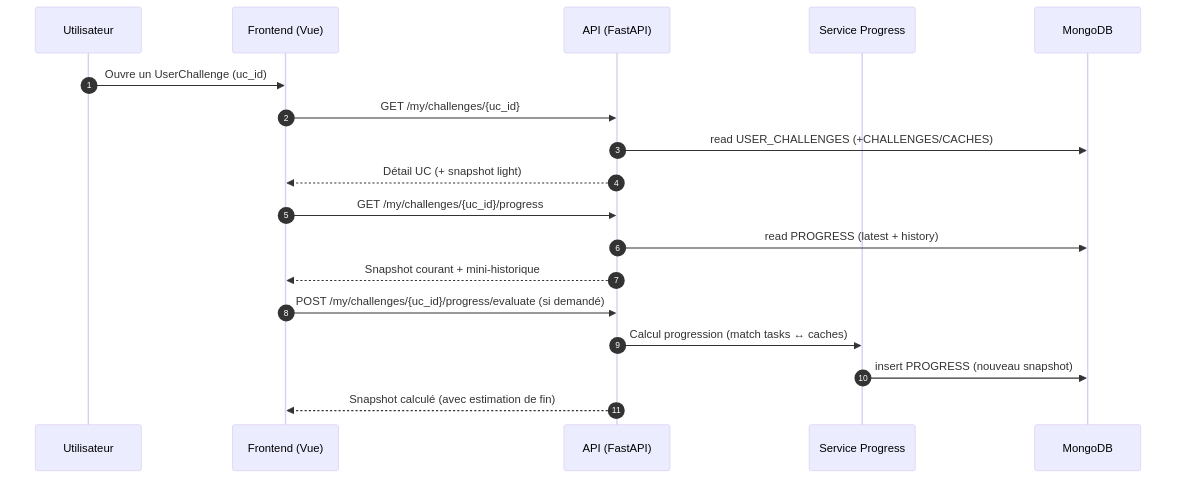 Utilisateur
Frontend (Vue)
API (FastAPI)
Service Progress
MongoDB
1
Ouvre un UserChallenge (uc_id)
2
GET /my/challenges/{uc_id}
3
read USER_CHALLENGES (+CHALLENGES/CACHES)
Détail UC (+ snapshot light)
4
5
GET /my/challenges/{uc_id}/progress
6
read PROGRESS (latest + history)
Snapshot courant + mini-historique
7
8
POST /my/challenges/{uc_id}/progress/evaluate (si demandé)
9
Calcul progression (match tasks ↔ caches)
10
insert PROGRESS (nouveau snapshot)
Snapshot calculé (avec estimation de fin)
11
Utilisateur
Frontend (Vue)
API (FastAPI)
Service Progress
MongoDB